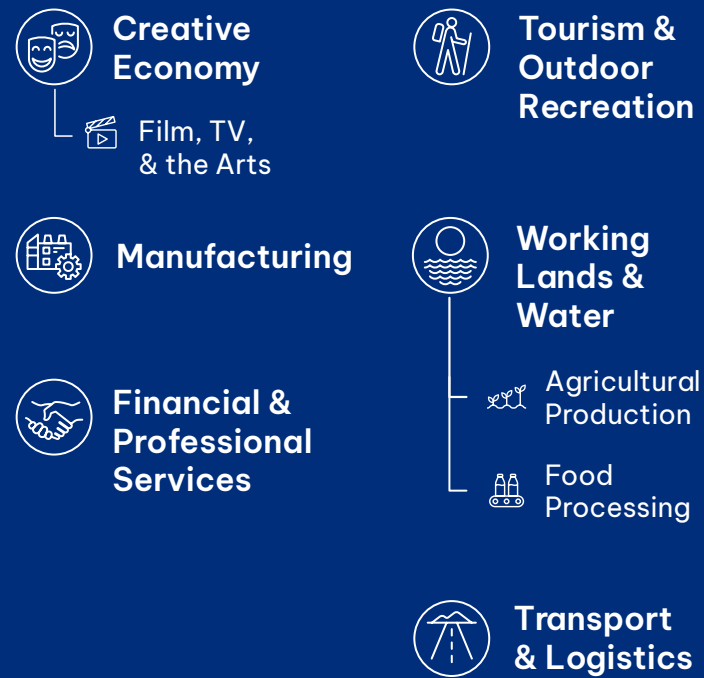 Creative
Economy
Film, TV,
& the Arts
Manufacturing
Financial &
Professional
Services
Tourism &
Outdoor
Recreation
Working
Lands &
Water
Agricultural
Production
Food
Processing
Transport
& Logistics